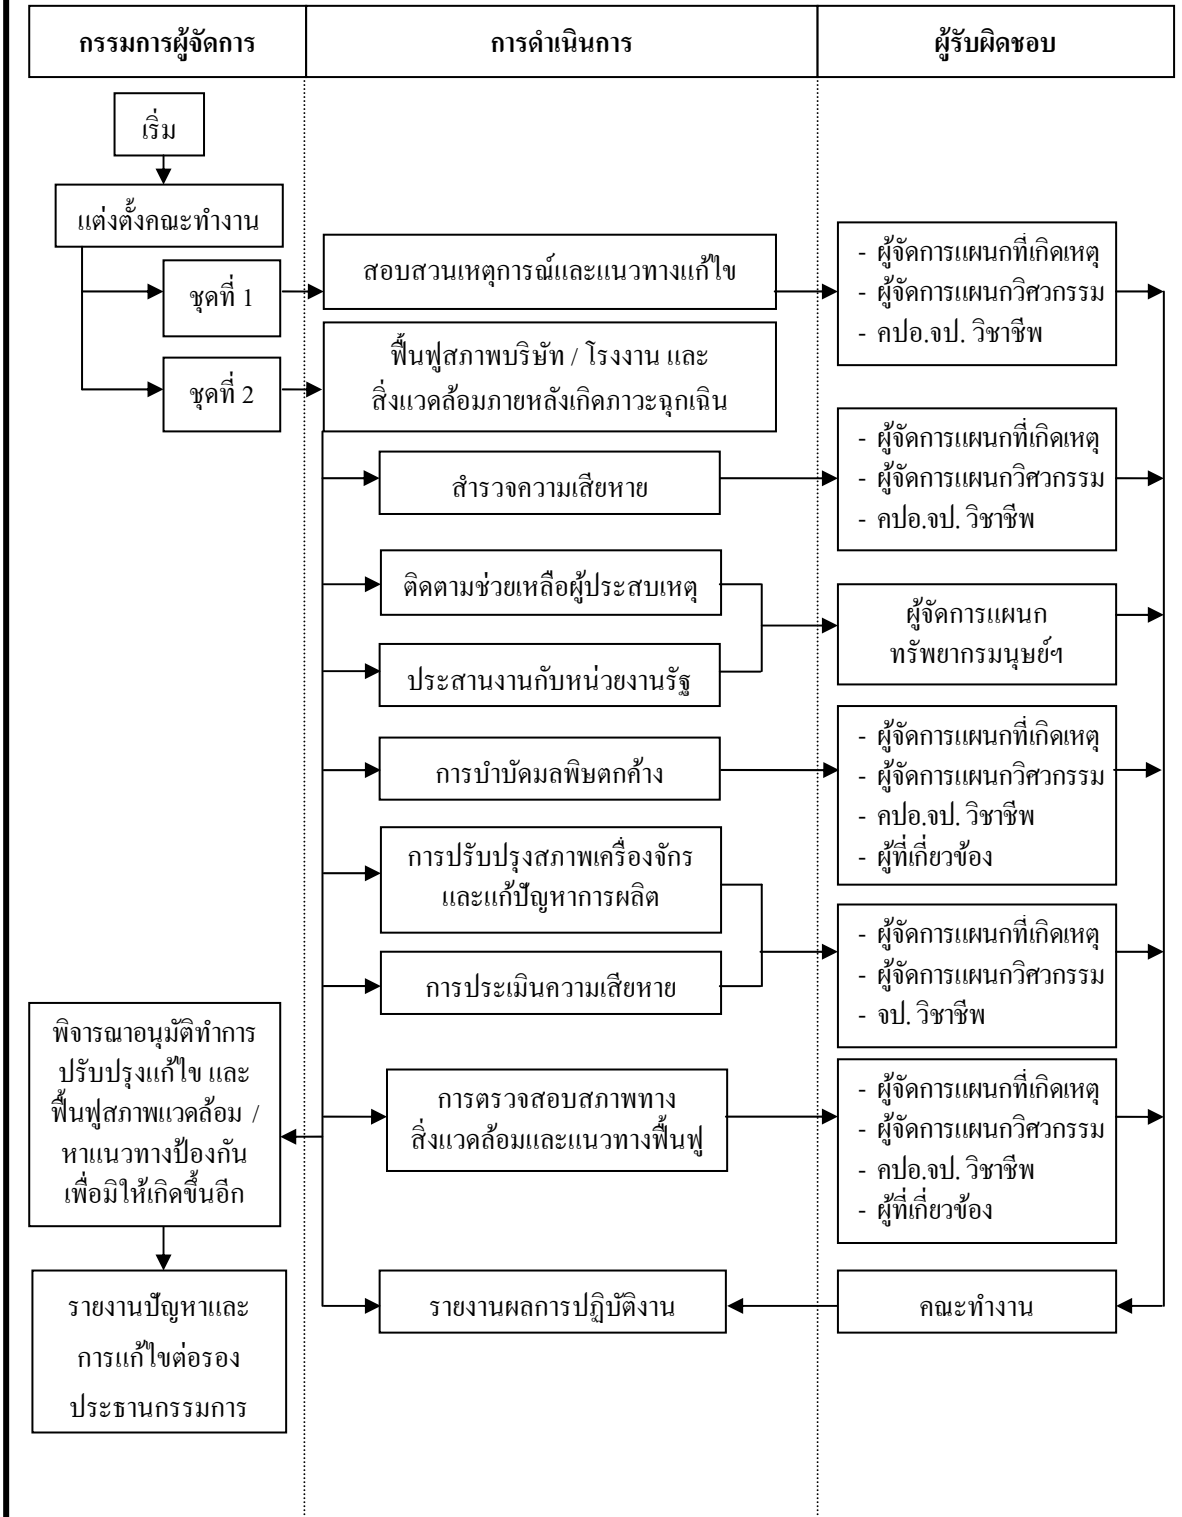 กรรมการผู้จัดการ
การดำเนินการ
ผู้รับผิดชอบ
เริ่ม
แต่งตั้งคณะทำงาน
ชุดที่ 1
สอบสวนเหตุการณ์และแนวทางแก้ไข
- ผู้จัดการแผนกที่เกิดเหตุ
- ผู้จัดการแผนกวิศวกรรม
- คปอ.จป. วิชาชีพ
ชุดที่ 2
ฟื้นฟูสภาพบริษัท / โรงงาน และ
สิ่งแวดล้อมภายหลังเกิดภาวะฉุกเฉิน
สำรวจความเสียหาย
- ผู้จัดการแผนกที่เกิดเหตุ
- ผู้จัดการแผนกวิศวกรรม
- คปอ.จป. วิชาชีพ
ติดตามช่วยเหลือผู้ประสบเหตุ
ประสานงานกับหน่วยงานรัฐ
ผู้จัดการแผนก
ทรัพยากรมนุษย์ฯ
การบำบัดมลพิษตกค้าง
- ผู้จัดการแผนกที่เกิดเหตุ
- ผู้จัดการแผนกวิศวกรรม
- คปอ.จป. วิชาชีพ
- ผู้ที่เกี่ยวข้อง
การปรับปรุงสภาพเครื่องจักร
และแก้ปัญหาการผลิต
การประเมินความเสียหาย
- ผู้จัดการแผนกที่เกิดเหตุ
- ผู้จัดการแผนกวิศวกรรม
- จป. วิชาชีพ
พิจารณาอนุมัติทำการ
ปรับปรุงแก้ไข และ
ฟื้นฟูสภาพแวดล้อม /
หาแนวทางป้องกัน
เพื่อมิให้เกิดขึ้นอีก
การตรวจสอบสภาพทาง
สิ่งแวดล้อมและแนวทางฟื้นฟู
- ผู้จัดการแผนกที่เกิดเหตุ
- ผู้จัดการแผนกวิศวกรรม
- คปอ.จป. วิชาชีพ
- ผู้ที่เกี่ยวข้อง
รายงานปัญหาและ
การแก้ไขต่อรอง
ประธานกรรมการ
รายงานผลการปฏิบัติงาน
คณะทำงาน